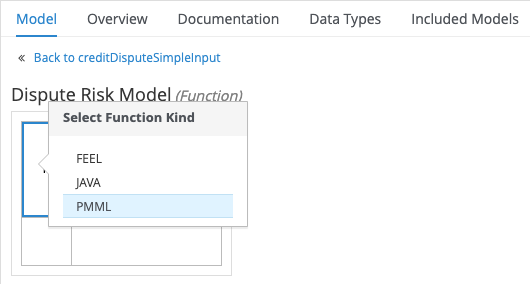 Model Overview Documentation Data Types Included Models
« Back to creditDisputeSimpleInput
Dispute Risk Model (Function)
Select Function Kind
FEEL
JAVA
PMML